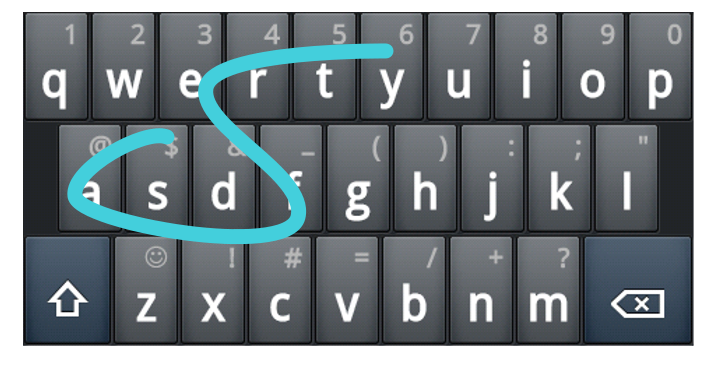 1 2 3 4 5 6 7 8 9 0
q w e r t y u i o p
@ $ & _ ( ) : ; "
a s d f g h j k l
! # = / + ?
z x c v b n m